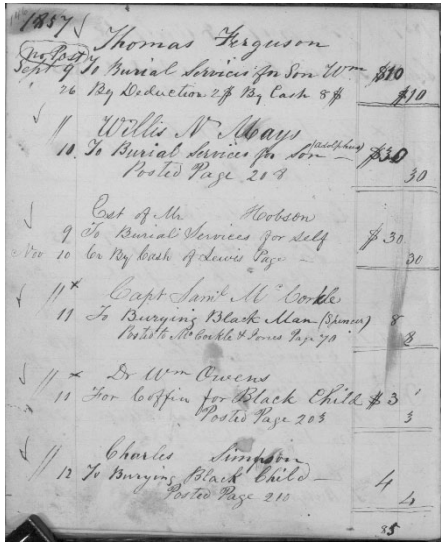 1857
Thomas Ferguson
no Post
Sept 9 To Burial Services for Son Wm $10
26 By Deduction 2$ By Cash 8$ $10
" Willis N Mays
10 To Burial Services for Son (Adolphus) — $30
Posted Page 208 30
Est of Mr Hobson
9 To Burial Services for Self $30
Nov 10 Cr By Cash of Lewis Page 30
" x Capt Saml McCorkle
11 To Burying Black Man (Spencer) 8
Posted to McCorkle & Jones Page 70 8
" x Dr Wm Owens
11 For Coffin for Black Child $3
Posted Page 203 3
" Charles Simpson
12 To Burying Black Child — 4
Posted Page 210 4
85